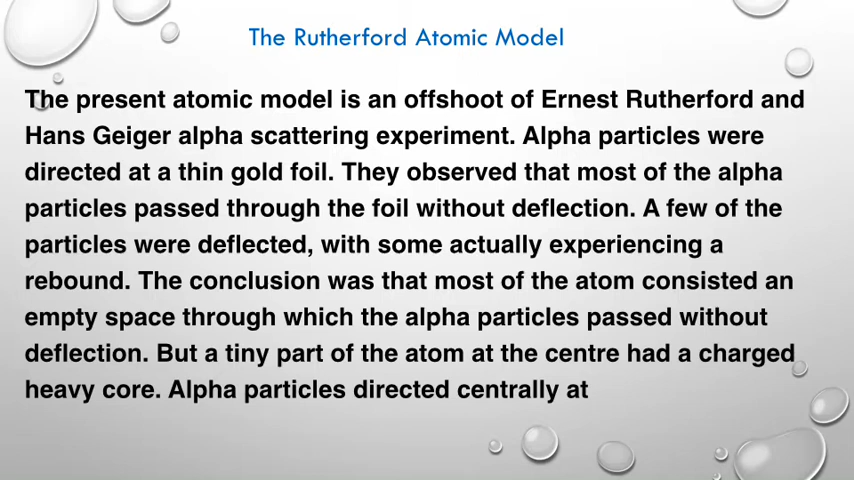 The Rutherford Atomic Model
The present atomic model is an offshoot of Ernest Rutherford and
Hans Geiger alpha scattering experiment. Alpha particles were
directed at a thin gold foil. They observed that most of the alpha
particles passed through the foil without deflection. A few of the
particles were deflected, with some actually experiencing a
rebound. The conclusion was that most of the atom consisted an
empty space through which the alpha particles passed without
deflection. But a tiny part of the atom at the centre had a charged
heavy core. Alpha particles directed centrally at